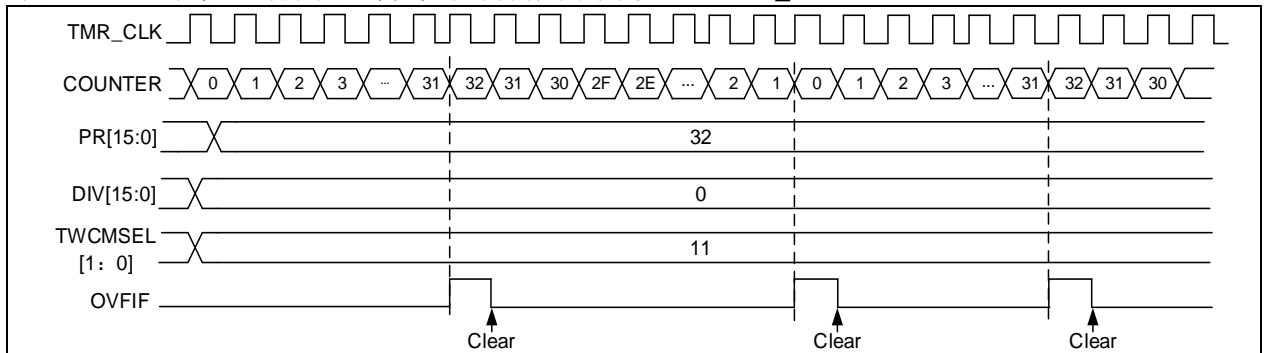 TMR_CLK
COUNTER 0 1 2 3 ... 31 32 31 30 2F 2E ... 2 1 0 1 2 3 ... 31 32 31 30
PR[15:0] 32
DIV[15:0] 0
TWCMSEL
[1：0] 11
OVFIF
Clear Clear Clear